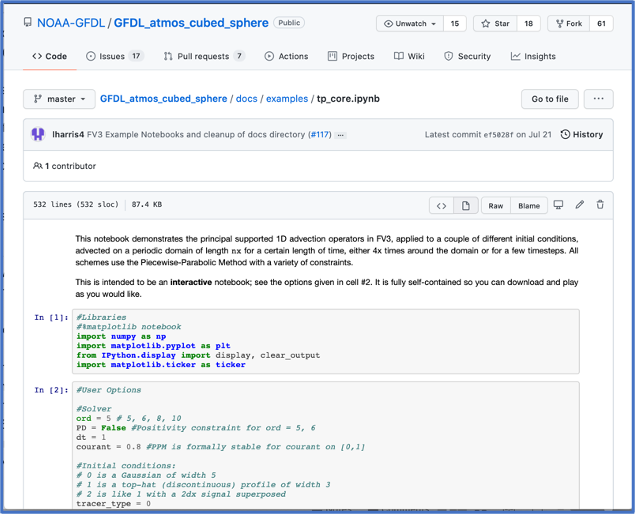 NOAA-GFDL / GFDL_atmos_cubed_sphere Public Unwatch 15 Star 18 Fork 61
<> Code Issues 17 Pull requests 7 Actions Projects Wiki Security Insights
master GFDL_atmos_cubed_sphere / docs / examples / tp_core.ipynb Go to file ...
lharris4 FV3 Example Notebooks and cleanup of docs directory (#117) ... Latest commit ef5028f on Jul 21 History
1 contributor
532 lines (532 sloc) 87.4 KB <> Raw Blame
This notebook demonstrates the principal supported 1D advection operators in FV3, applied to a couple of different initial conditions,
advected on a periodic domain of length nx for a certain length of time, either 4x times around the domain or for a few timesteps. All
schemes use the Piecewise-Parabolic Method with a variety of constraints.
This is intended to be an interactive notebook; see the options given in cell #2. It is fully self-contained so you can download and play
as you would like.
In [1]: #Libraries
#%matplotlib notebook
import numpy as np
import matplotlib.pyplot as plt
from IPython.display import display, clear_output
import matplotlib.ticker as ticker
In [2]: #User Options
#Solver
ord = 5 # 5, 6, 8, 10
PD = False #Positivity constraint for ord = 5, 6
dt = 1
courant = 0.8 #PPM is formally stable for courant on [0,1]
#Initial conditions:
# 0 is a Gaussian of width 5
# 1 is a top-hat (discontinuous) profile of width 3
# 2 is like 1 with a 2dx signal superposed
tracer_type = 0